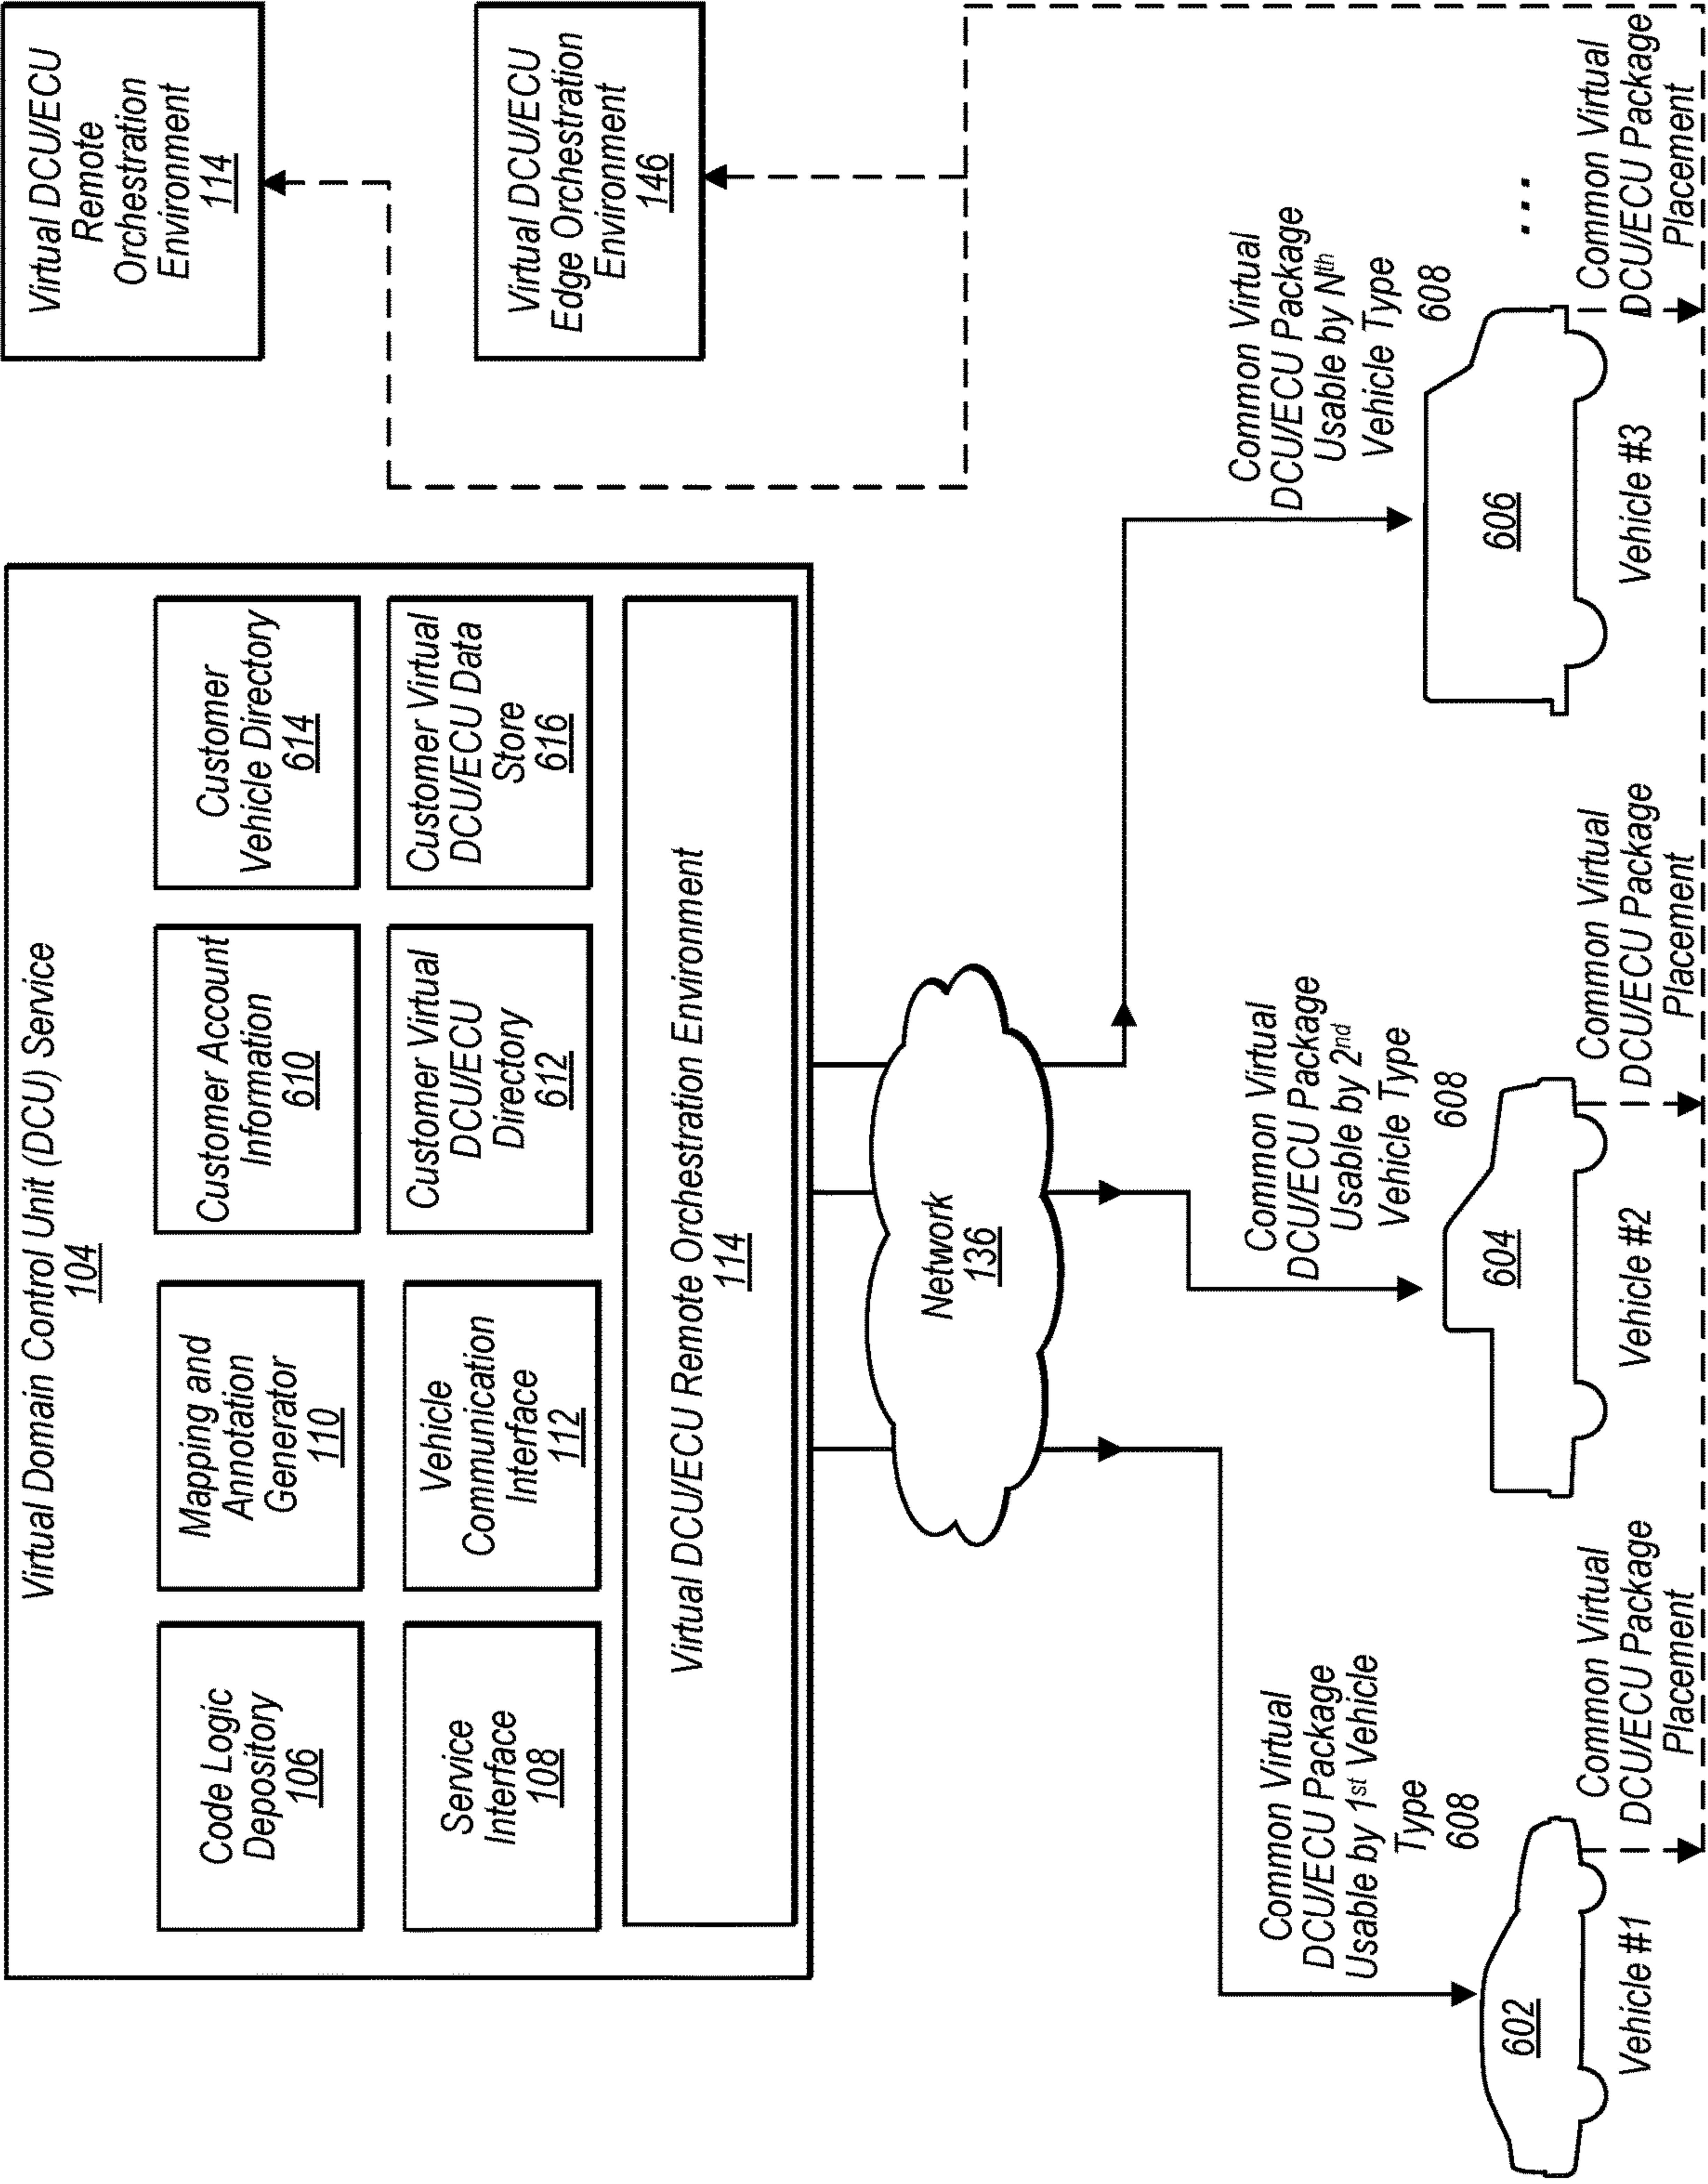 Virtual Domain Control Unit (DCU) Service
104
Code Logic
Depository
106
Mapping and
Annotation
Generator
110
Customer Account
Information
610
Customer
Vehicle Directory
614
Service
Interface
108
Vehicle
Communication
Interface
112
Customer Virtual
DCU/ECU
Directory
612
Customer Virtual
DCU/ECU Data
Store
616
Virtual DCU/ECU Remote Orchestration Environment
114
Virtual DCU/ECU
Remote
Orchestration
Environment
114
Virtual DCU/ECU
Edge Orchestration
Environment
146
Network
136
Common Virtual
DCU/ECU Package
Usable by 1st Vehicle
Type
608
Common Virtual
DCU/ECU Package
Usable by 2nd
Vehicle Type
608
Common Virtual
DCU/ECU Package
Usable by Nth
Vehicle Type
608
602
Vehicle #1
604
Vehicle #2
606
Vehicle #3
...
Common Virtual
DCU/ECU Package
Placement
Common Virtual
DCU/ECU Package
Placement
Common Virtual
DCU/ECU Package
Placement